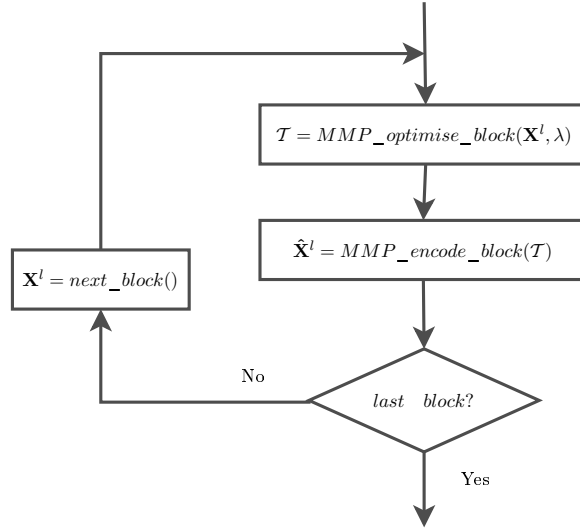 𝒯 = MMP_optimise_block(𝐗^l, λ)
𝐗̂^l = MMP_encode_block(𝒯)
𝐗^l = next_block()
No
last block?
Yes